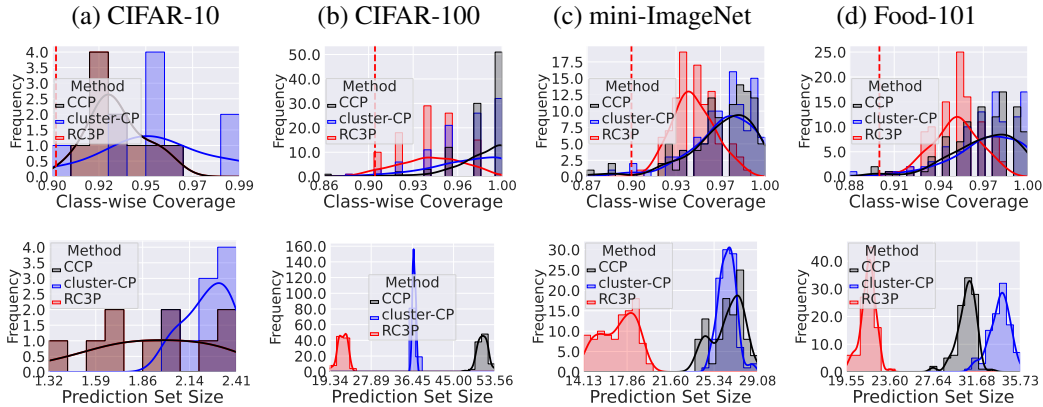 (a) CIFAR-10
(b) CIFAR-100
(c) mini-ImageNet
(d) Food-101
Frequency
4.0
3.5
3.0
2.5
2.0
1.5
1.0
0.5
0.0
Method
CCP
cluster-CP
RC3P
0.90 0.92 0.95 0.97 0.99
Class-wise Coverage
50
40
30
20
10
0
Method
CCP
cluster-CP
RC3P
0.86 0.90 0.93 0.96 1.00
Class-wise Coverage
Frequency
17.5
15.0
12.5
10.0
7.5
5.0
2.5
0.0
Method
CCP
cluster-CP
RC3P
0.87 0.90 0.93 0.97 1.00
Class-wise Coverage
Frequency
25.0
20.0
15.0
10.0
5.0
0.0
Method
CCP
cluster-CP
RC3P
0.88 0.91 0.94 0.97 1.00
Class-wise Coverage
Frequency
4.0
3.5
3.0
2.5
2.0
1.5
1.0
0.5
0.0
Method
CCP
cluster-CP
RC3P
1.32 1.59 1.86 2.14 2.41
Prediction Set Size
Frequency
160.0
140.0
120.0
100.0
80.0
60.0
40.0
20.0
0.0
Method
CCP
cluster-CP
RC3P
19.34 27.89 36.45 45.00 53.56
Prediction Set Size
Frequency
30.0
25.0
20.0
15.0
10.0
5.0
0.0
Method
CCP
cluster-CP
RC3P
14.13 17.86 21.60 25.34 29.08
Prediction Set Size
Frequency
40.0
30.0
20.0
10.0
0.0
Method
CCP
cluster-CP
RC3P
19.55 23.60 27.64 31.68 35.73
Prediction Set Size
Frequency